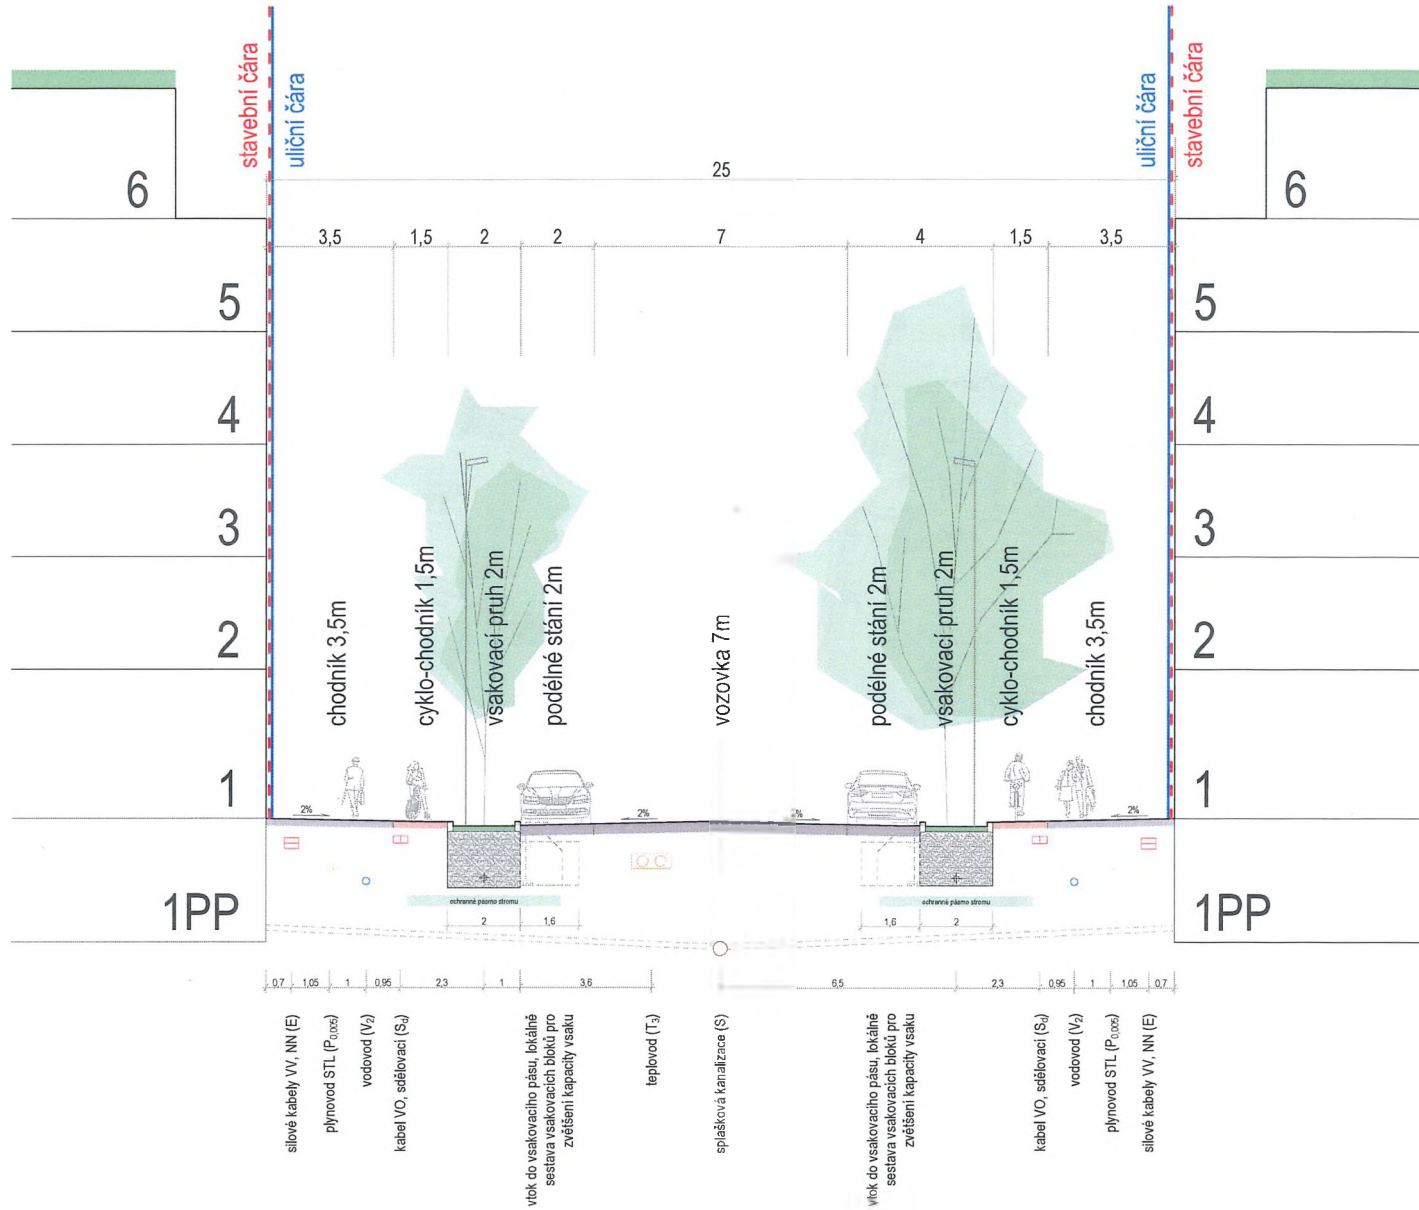 stavební čára
uliční čára
uliční čára
stavební čára
25
3,5
1,5
2
2
7
4
1,5
3,5
6
5
4
3
2
1
1PP
6
5
4
3
2
1
1PP
chodník 3,5m
cyklo-chodník 1,5m
vsakovací pruh 2m
podélné stání 2m
vozovka 7m
podélné stání 2m
vsakovací pruh 2m
cyklo-chodník 1,5m
chodník 3,5m
2%
2%
2%
2%
ochranné pásmo stromu
ochranné pásmo stromu
2
1,6
1,6
2
0,7
1,05
1
0,95
2,3
1
3,6
6,5
2,3
0,95
1
1,05
0,7
silové kabely VV, NN (E)
plynovod STL (P0,005)
vodovod (V2)
kabel VO, sdělovací (Sd)
vtok do vsakovacího pásu, lokálně
sestava vsakovacích bloků pro
zvětšení kapacity vsaku
teplovod (T3)
splašková kanalizace (S)
vtok do vsakovacího pásu, lokálně
sestava vsakovacích bloků pro
zvětšení kapacity vsaku
kabel VO, sdělovací (Sd)
vodovod (V2)
plynovod STL (P0,005)
silové kabely VV, NN (E)